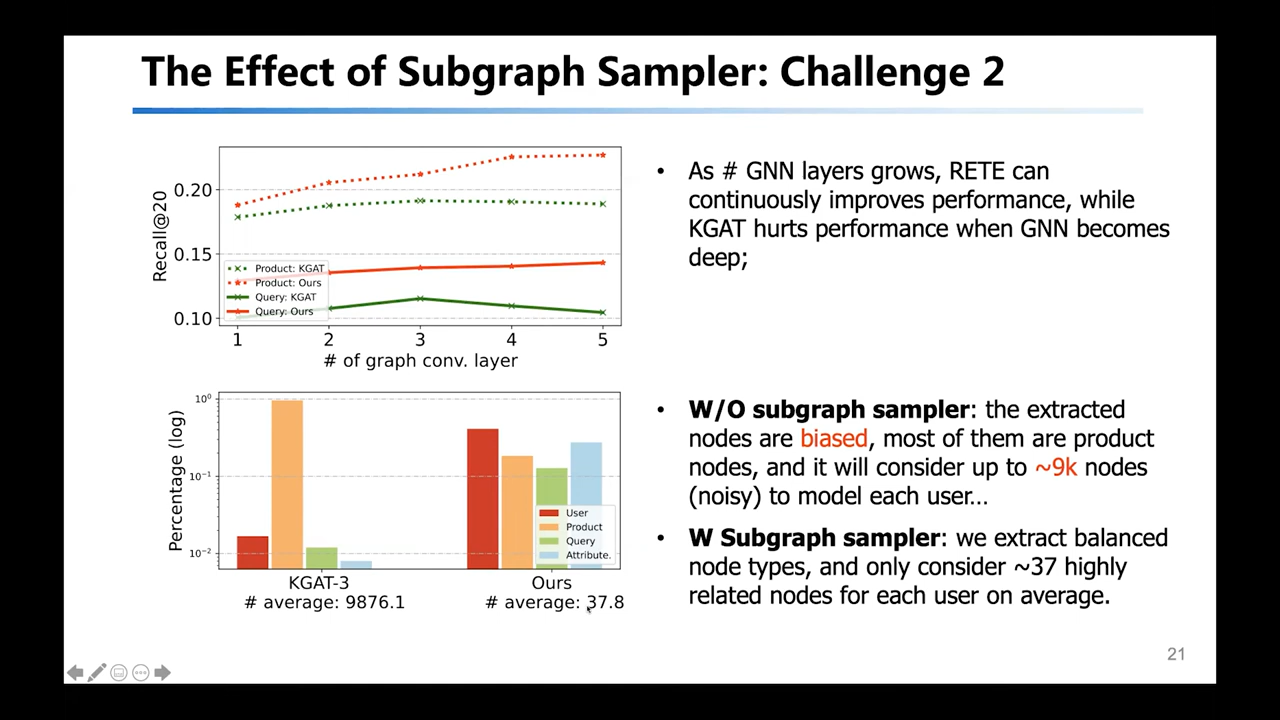 The Effect of Subgraph Sampler: Challenge 2
Recall@20
0.20
0.15
0.10
Product: KGAT
Product: Ours
Query: KGAT
Query: Ours
1 2 3 4 5
# of graph conv. layer
• As # GNN layers grows, RETE can
continuously improves performance, while
KGAT hurts performance when GNN becomes
deep;
Percentage (log)
10⁰
10⁻¹
10⁻²
User
Product
Query
Attribute.
KGAT-3 Ours
# average: 9876.1 # average: 37.8
• W/O subgraph sampler: the extracted
nodes are biased, most of them are product
nodes, and it will consider up to ~9k nodes
(noisy) to model each user…
• W Subgraph sampler: we extract balanced
node types, and only consider ~37 highly
related nodes for each user on average.
21